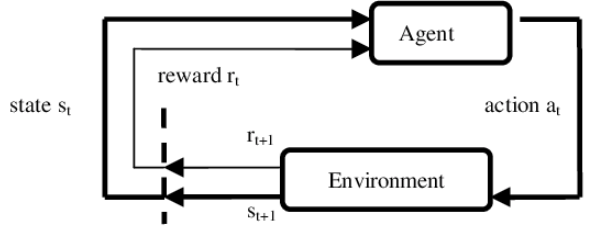 Agent
reward rₜ
state sₜ
action aₜ
rₜ₊₁
Environment
sₜ₊₁